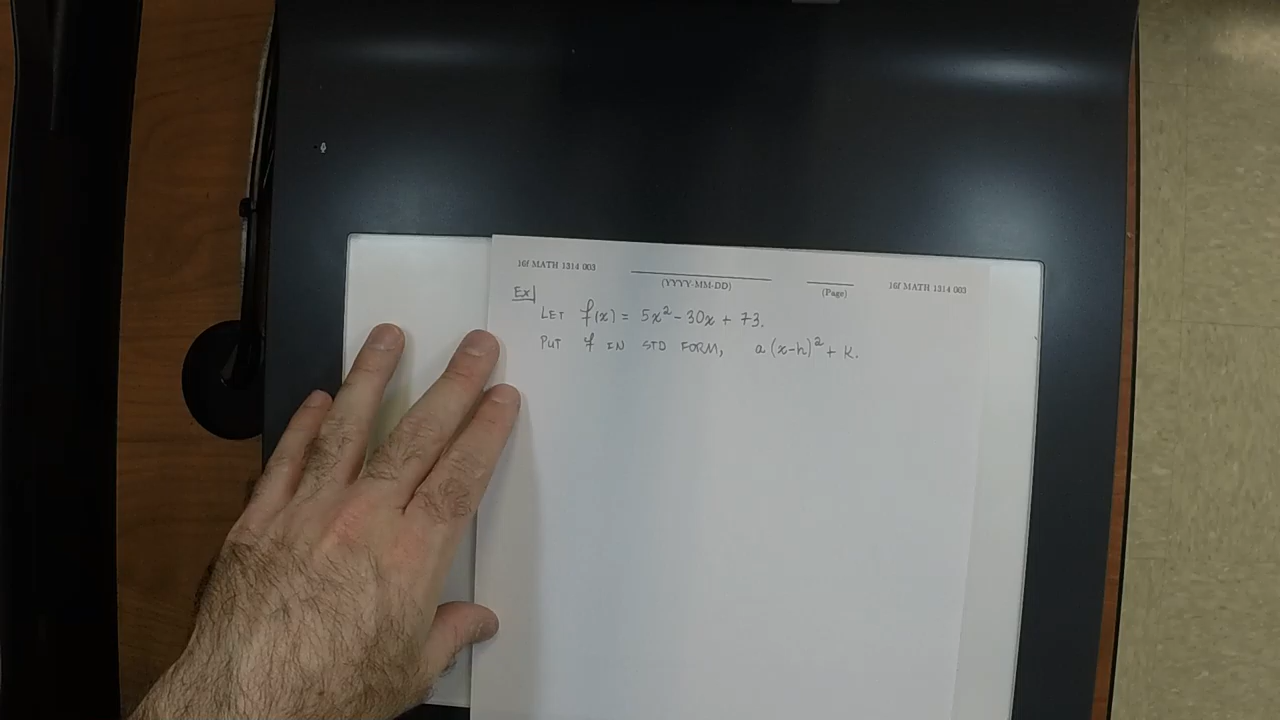 16f MATH 1314 003
(YYYY-MM-DD)
(Page)
16f MATH 1314 003
Ex
LET f(x) = 5x² - 30x + 73.
PUT f IN STD FORM, a(x-h)² + k.